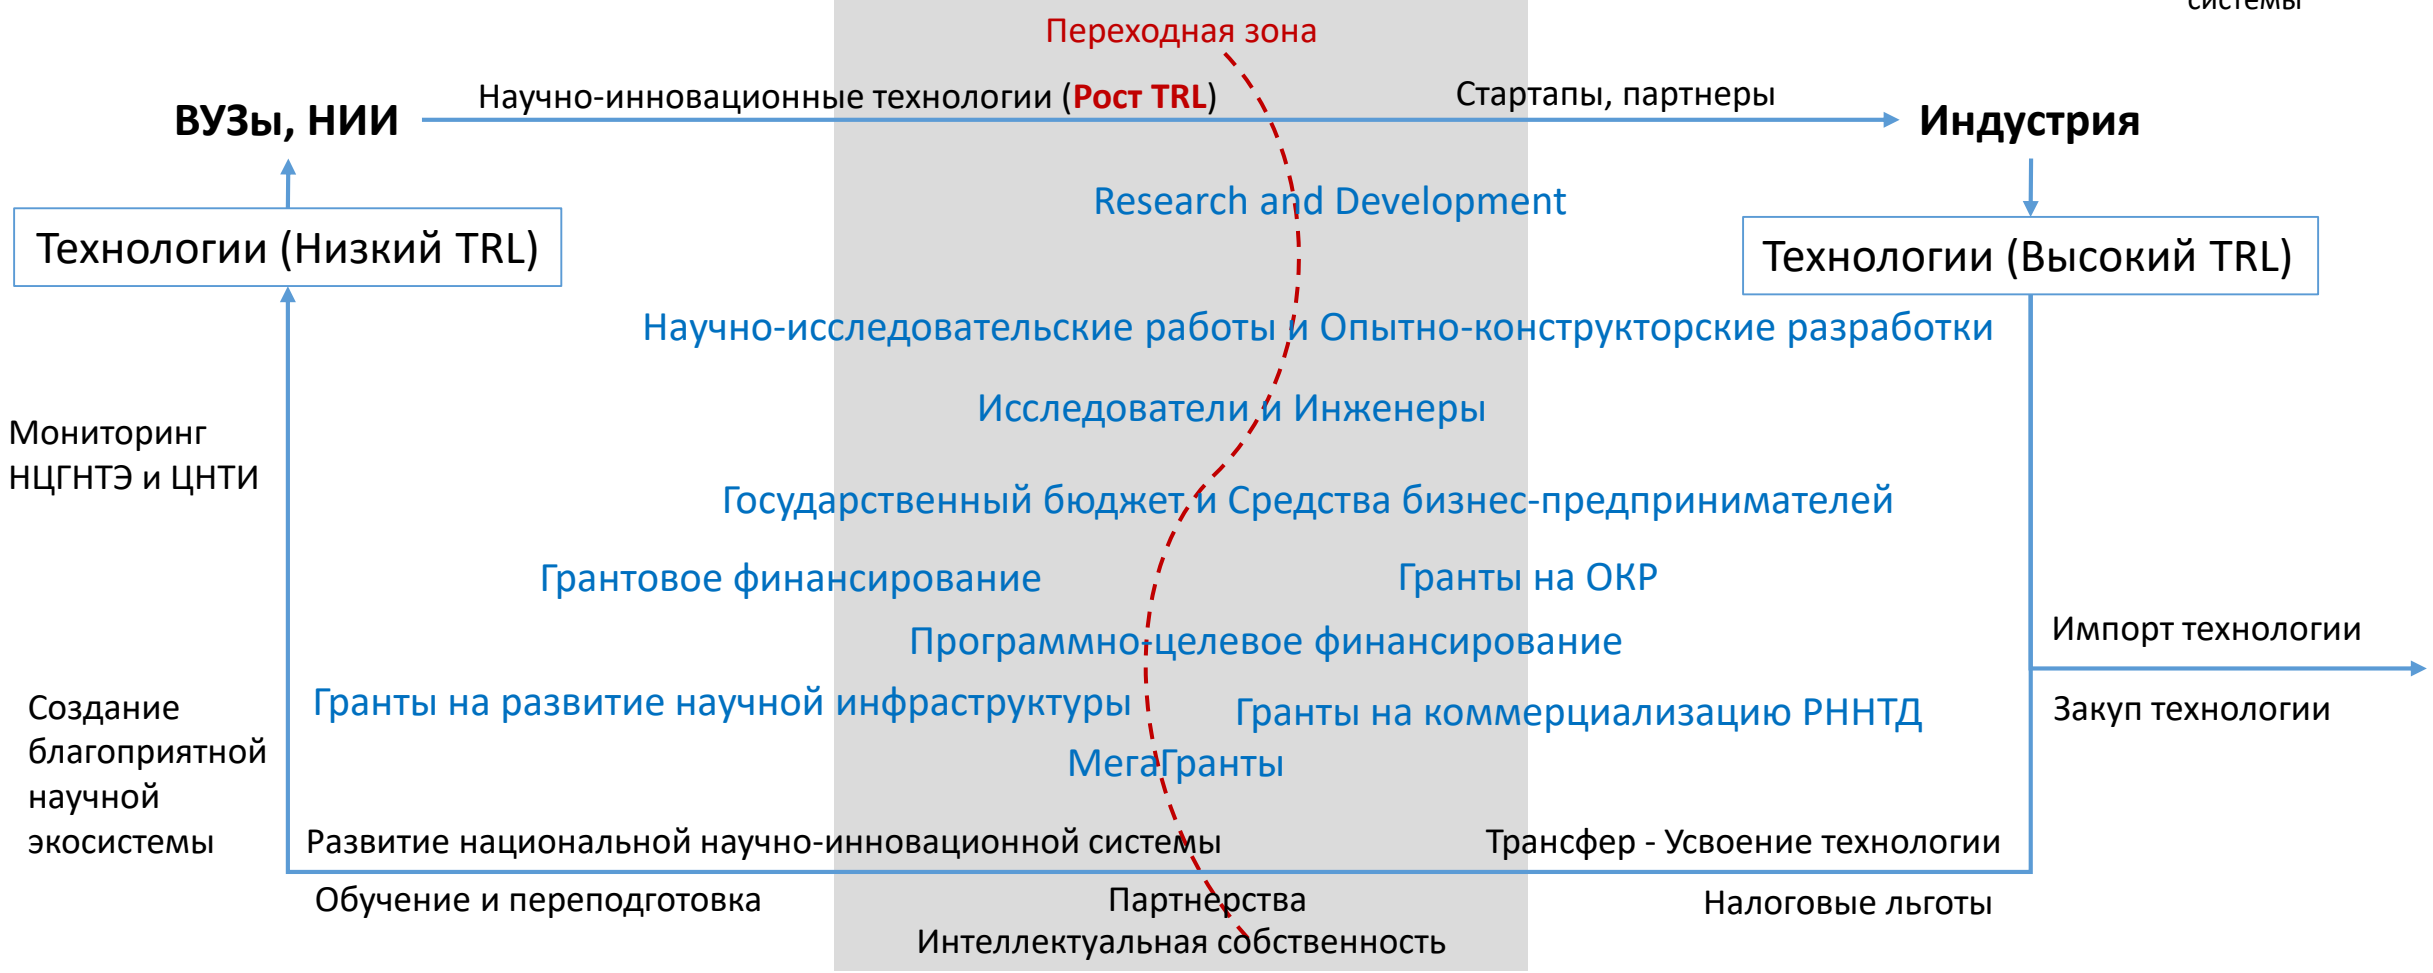 системы
Переходная зона
Научно-инновационные технологии (Рост TRL)
Стартапы, партнеры
ВУЗы, НИИ
Индустрия
Research and Development
Технологии (Низкий TRL)
Технологии (Высокий TRL)
Научно-исследовательские работы и Опытно-конструкторские разработки
Исследователи и Инженеры
Мониторинг
НЦГНТЭ и ЦНТИ
Государственный бюджет и Средства бизнес-предпринимателей
Грантовое финансирование
Гранты на ОКР
Программно-целевое финансирование
Импорт технологии
Гранты на развитие научной инфраструктуры
Гранты на коммерциализацию РННТД
Закуп технологии
Создание
благоприятной
научной
экосистемы
МегаГранты
Развитие национальной научно-инновационной системы
Трансфер - Усвоение технологии
Обучение и переподготовка
Партнерства
Налоговые льготы
Интеллектуальная собственность